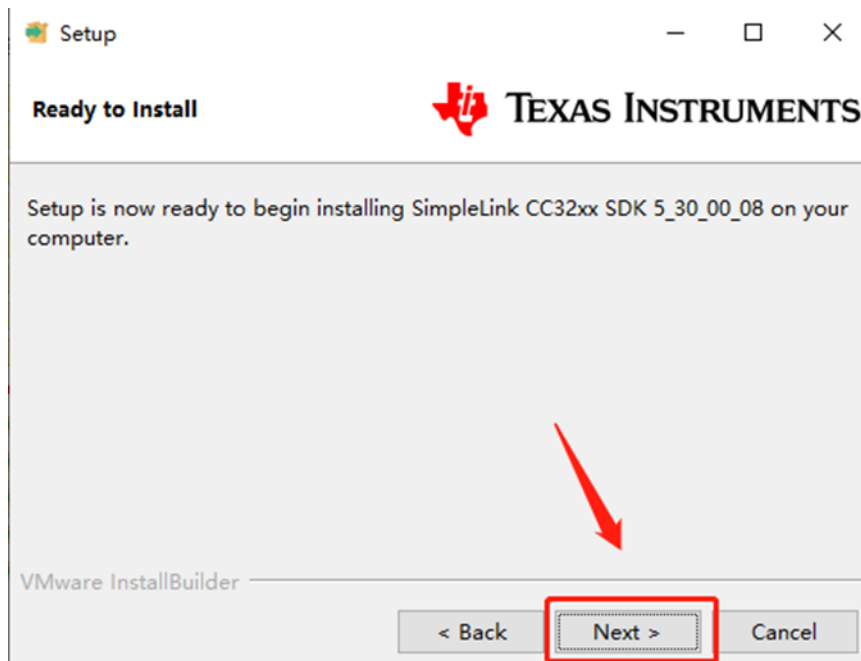 Setup
Ready to Install
TEXAS INSTRUMENTS
Setup is now ready to begin installing SimpleLink CC32xx SDK 5_30_00_08 on your
computer.
VMware InstallBuilder
< Back
Next >
Cancel